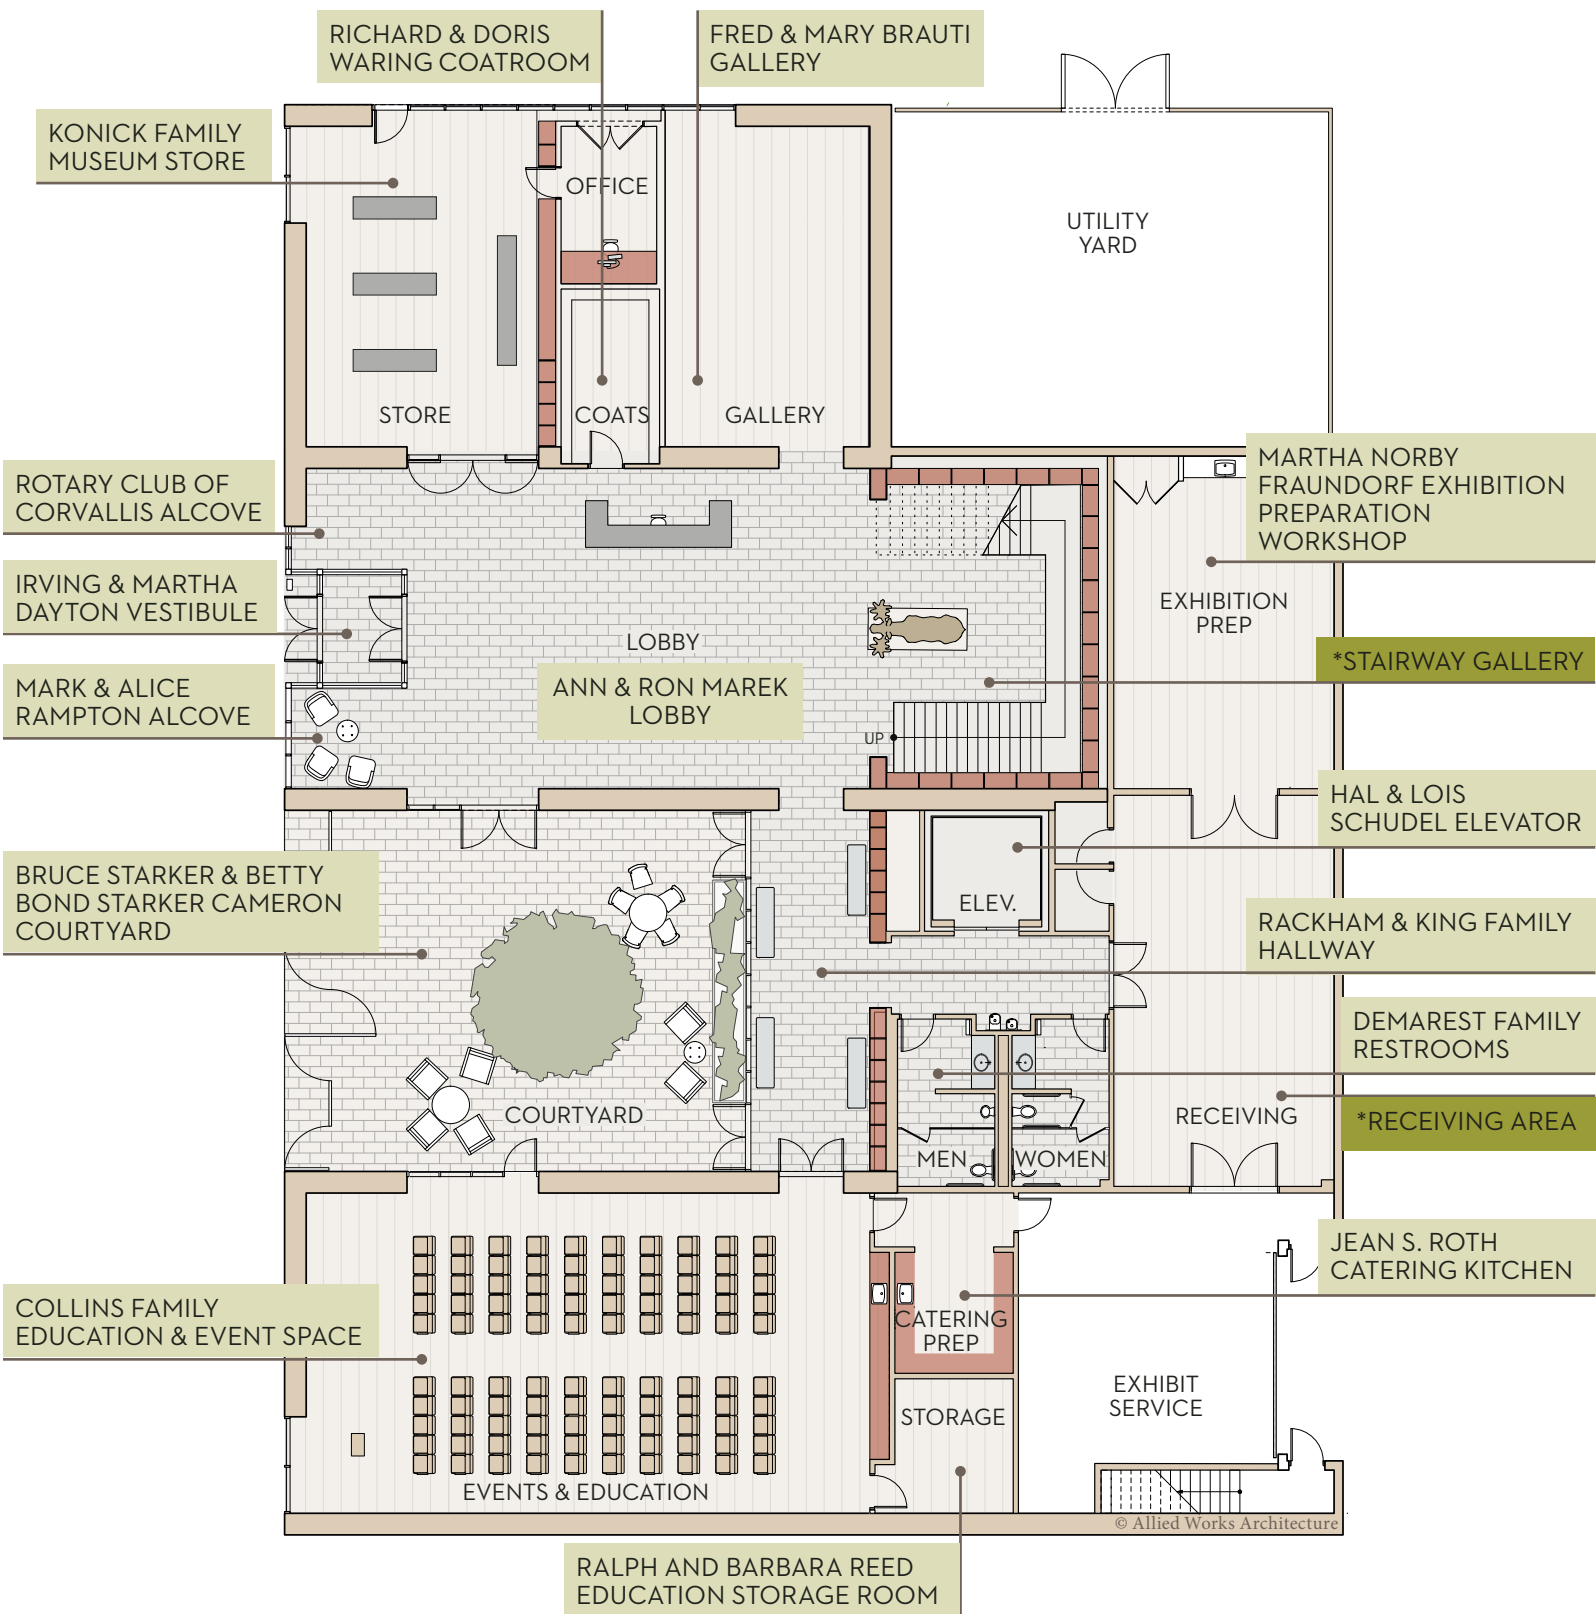 RICHARD & DORIS
WARING COATROOM
FRED & MARY BRAUTI
GALLERY
KONICK FAMILY
MUSEUM STORE
OFFICE
UTILITY
YARD
STORE
COATS
GALLERY
ROTARY CLUB OF
CORVALLIS ALCOVE
MARTHA NORBY
FRAUNDORF EXHIBITION
PREPARATION
WORKSHOP
IRVING & MARTHA
DAYTON VESTIBULE
EXHIBITION
PREP
LOBBY
*STAIRWAY GALLERY
MARK & ALICE
RAMPTON ALCOVE
ANN & RON MAREK
LOBBY
UP
HAL & LOIS
SCHUDEL ELEVATOR
BRUCE STARKER & BETTY
BOND STARKER CAMERON
COURTYARD
ELEV.
RACKHAM & KING FAMILY
HALLWAY
DEMAREST FAMILY
RESTROOMS
COURTYARD
RECEIVING
*RECEIVING AREA
MEN
WOMEN
JEAN S. ROTH
CATERING KITCHEN
COLLINS FAMILY
EDUCATION & EVENT SPACE
CATERING
PREP
EXHIBIT
SERVICE
STORAGE
EVENTS & EDUCATION
© Allied Works Architecture
RALPH AND BARBARA REED
EDUCATION STORAGE ROOM